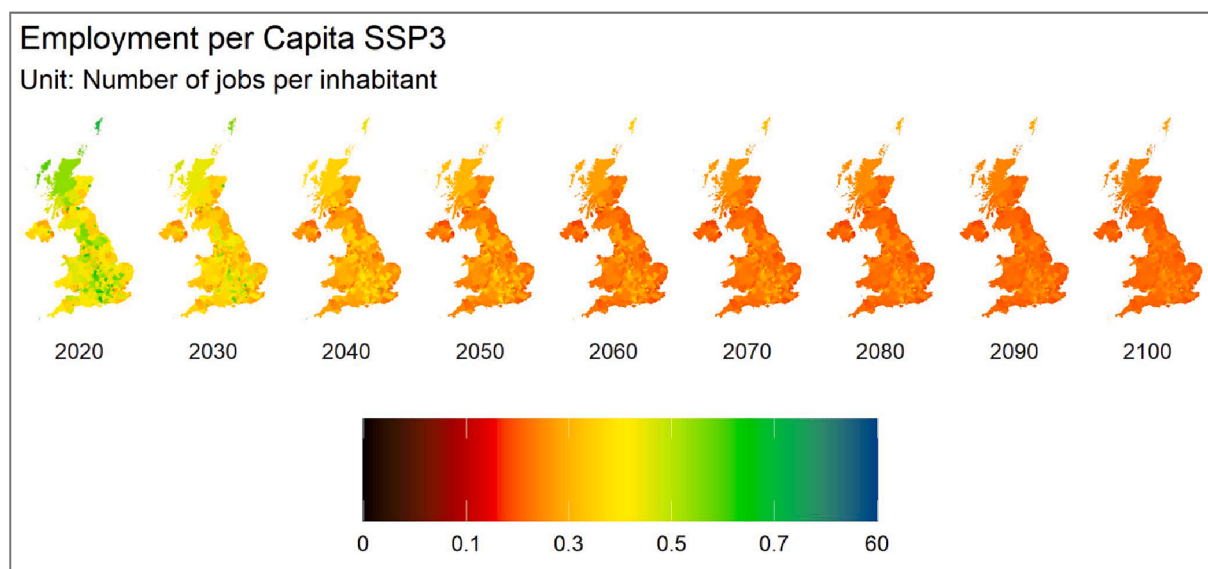 Employment per Capita SSP3
Unit: Number of jobs per inhabitant
2020 2030 2040 2050 2060 2070 2080 2090 2100
0 0.1 0.3 0.5 0.7 60